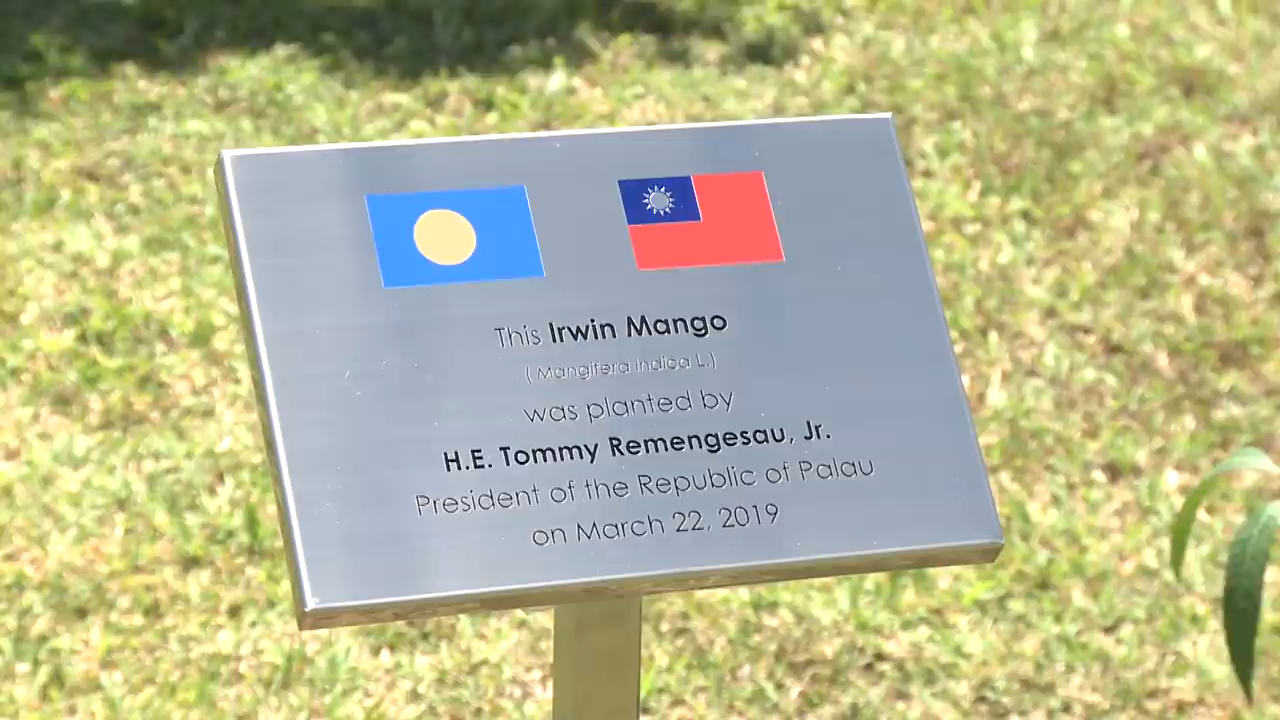 This Irwin Mango
( Mangifera Indica L.)
was planted by
H.E. Tommy Remengesau, Jr.
President of the Republic of Palau
on March 22, 2019